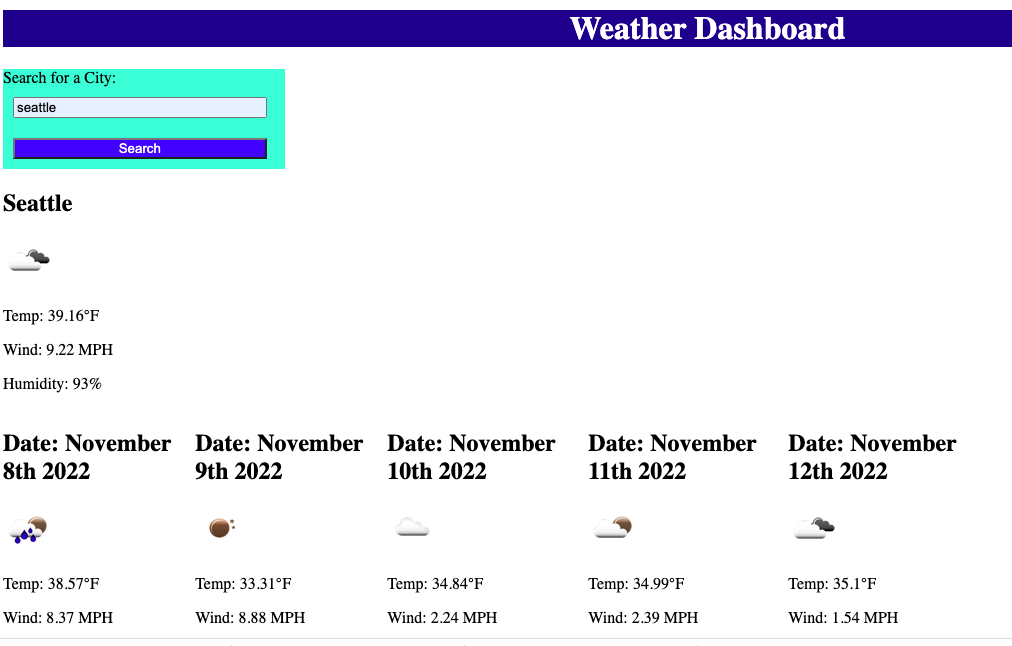 Weather Dashboard
Search for a City:
seattle
Search
Seattle
Temp: 39.16°F
Wind: 9.22 MPH
Humidity: 93%
Date: November 8th 2022
Temp: 38.57°F
Wind: 8.37 MPH
Date: November 9th 2022
Temp: 33.31°F
Wind: 8.88 MPH
Date: November 10th 2022
Temp: 34.84°F
Wind: 2.24 MPH
Date: November 11th 2022
Temp: 34.99°F
Wind: 2.39 MPH
Date: November 12th 2022
Temp: 35.1°F
Wind: 1.54 MPH